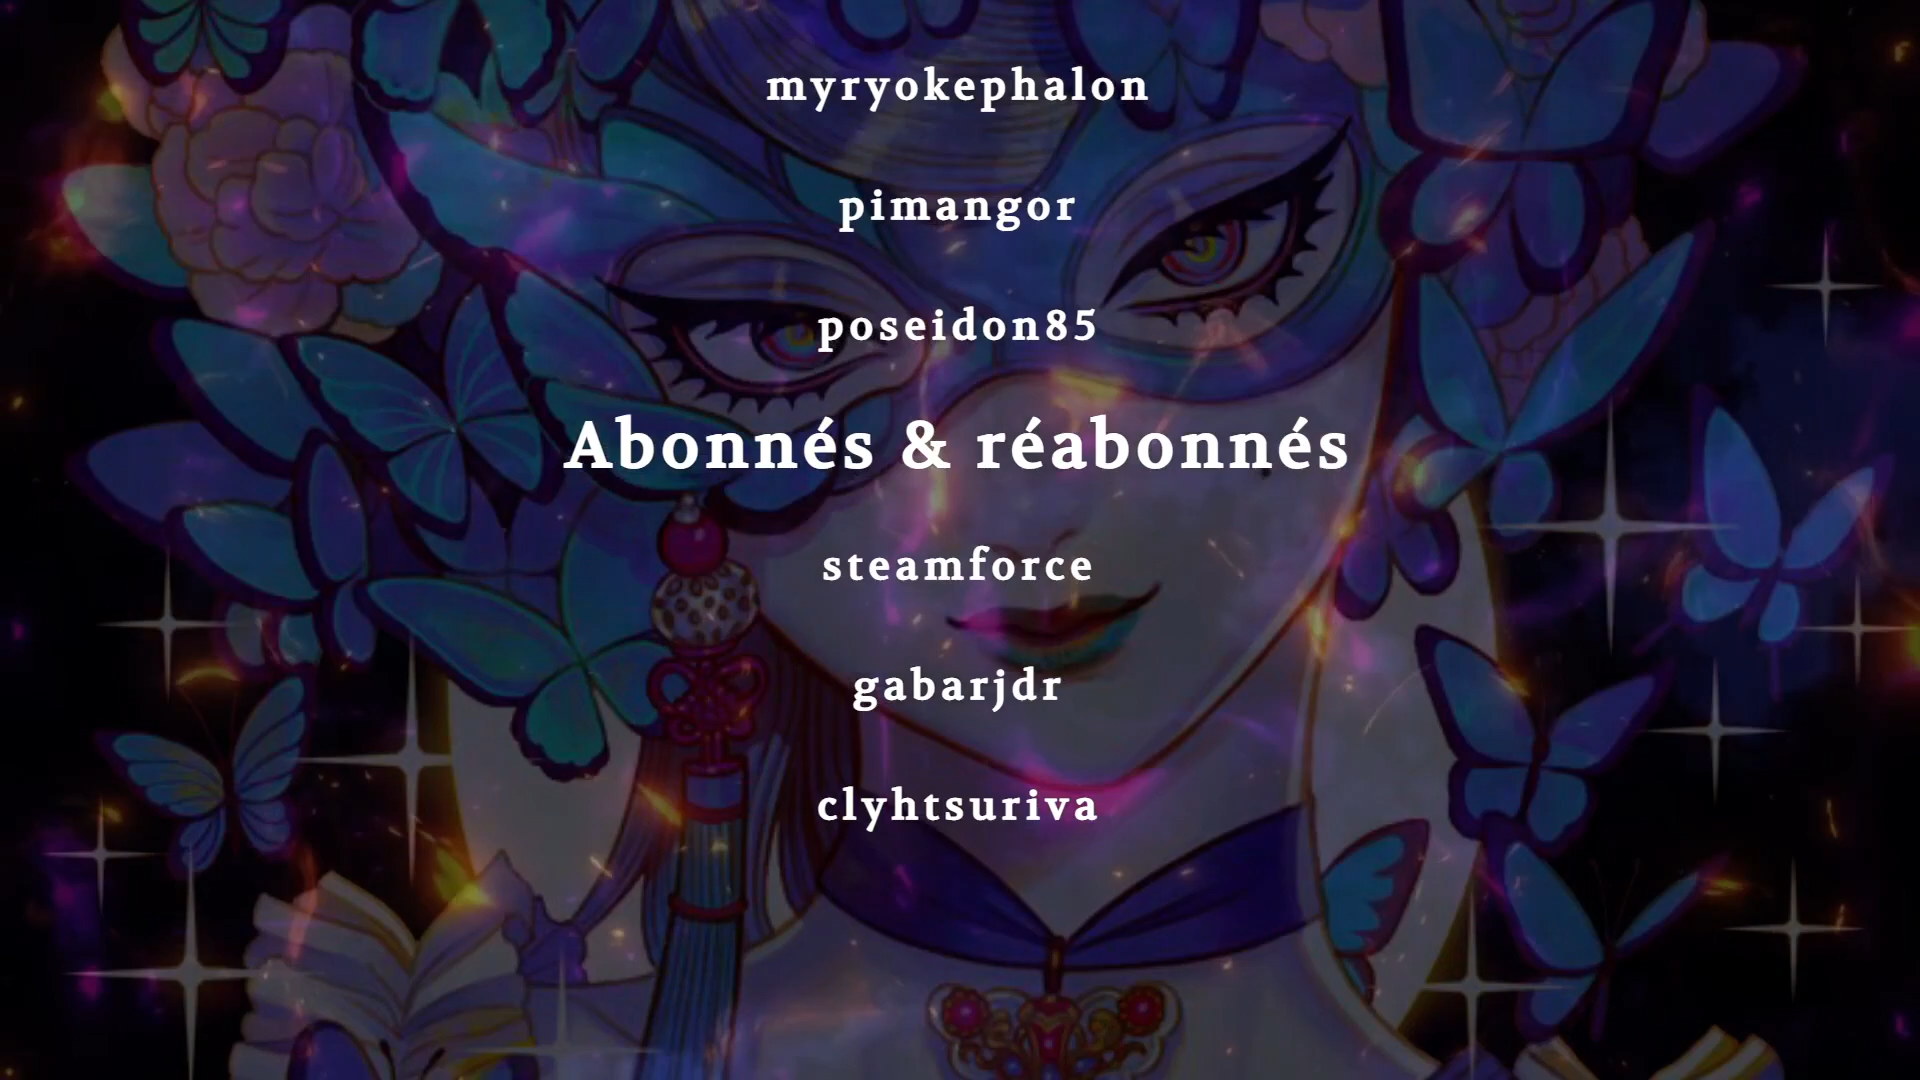 myryokephalon
pimangor
poseidon85
Abonnés & réabonnés
steamforce
gabarjdr
clyhtsuriva